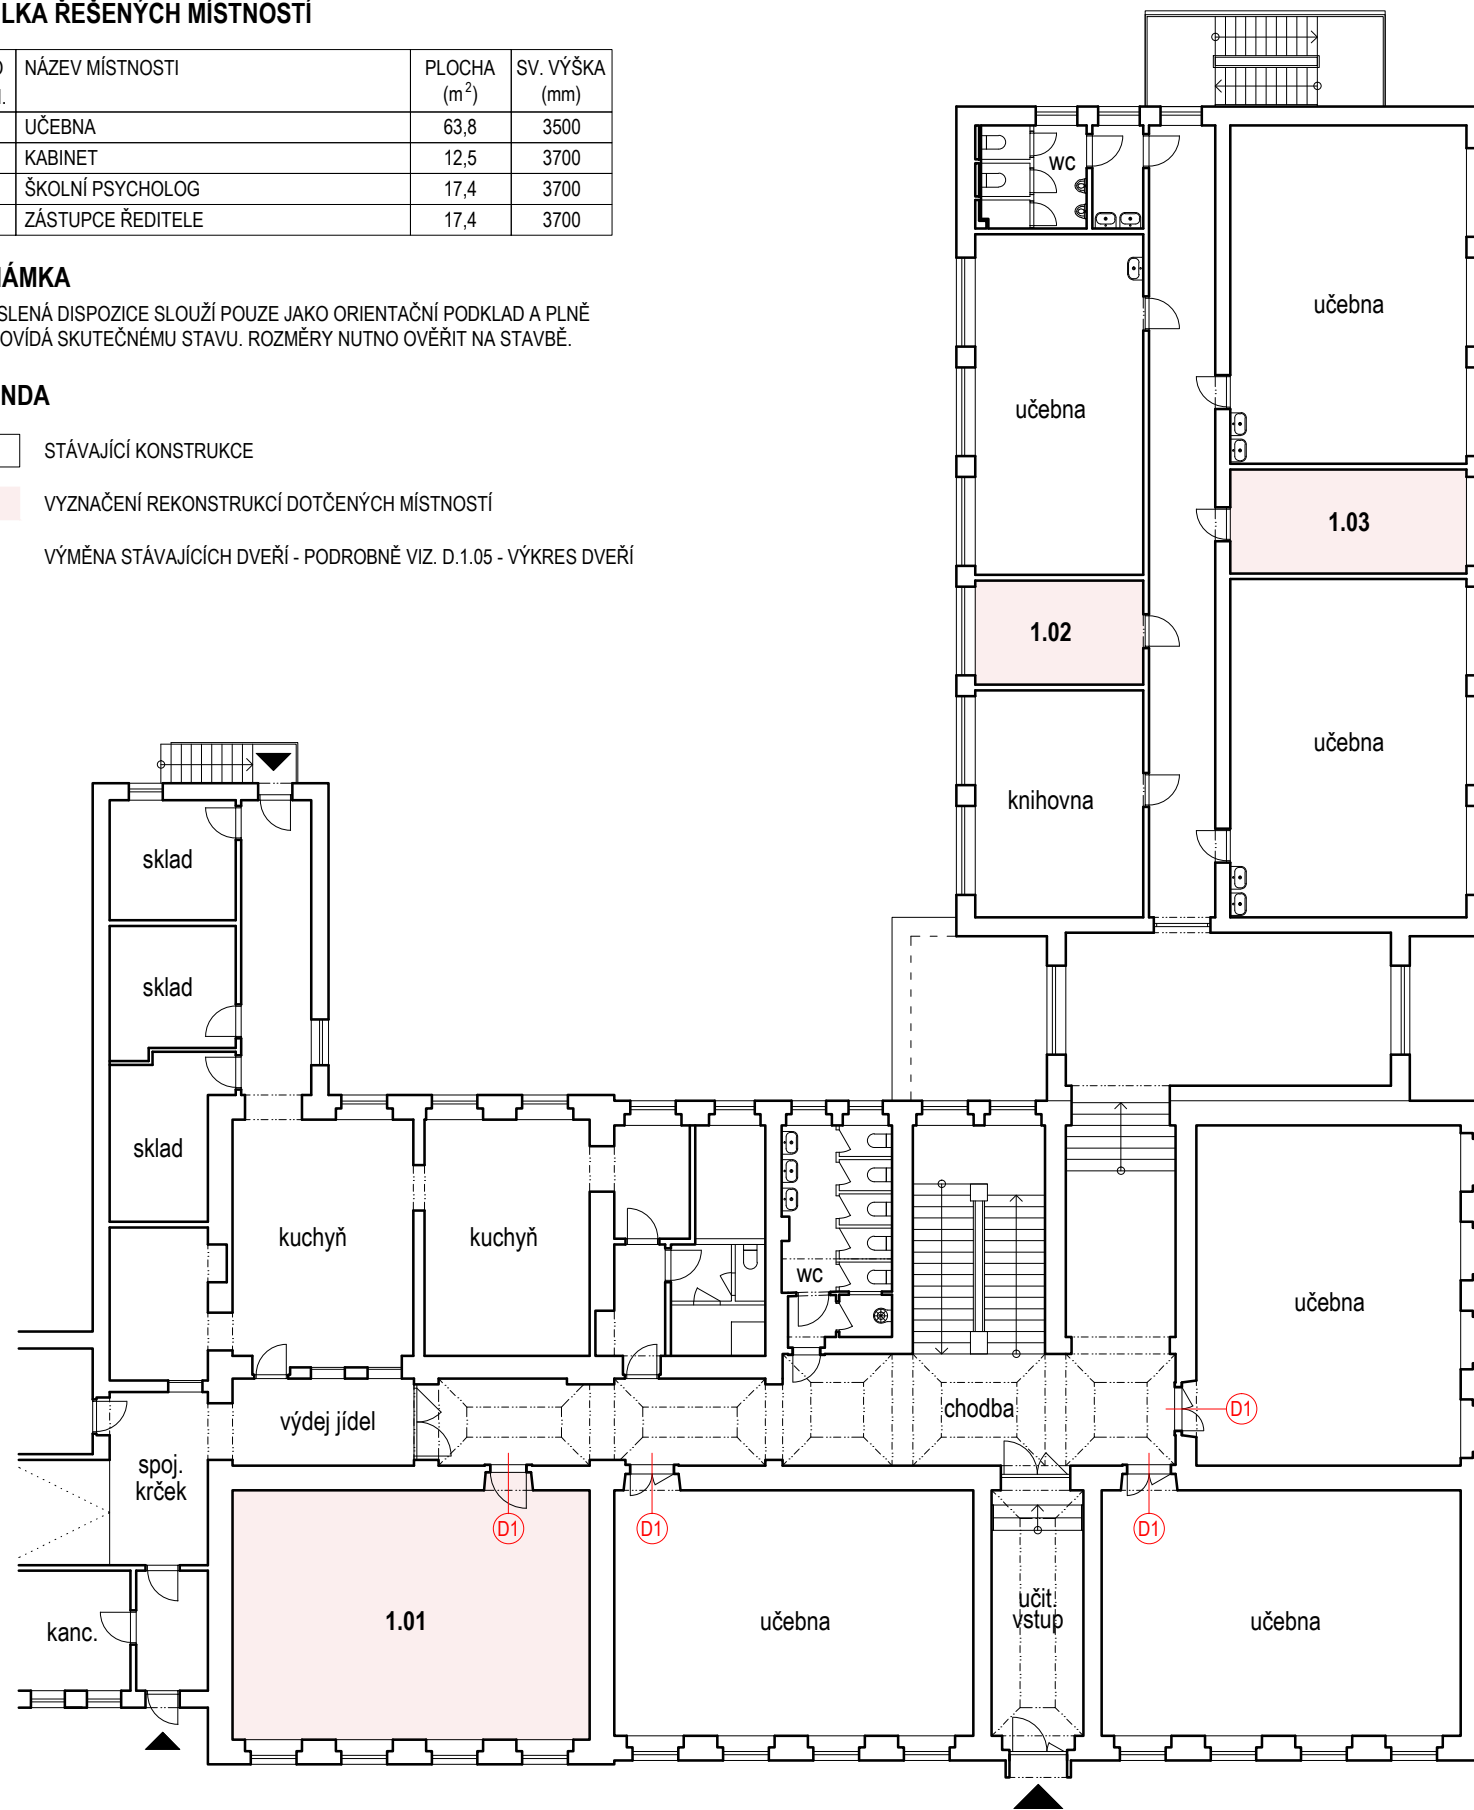 LKA ŘEŠENÝCH MÍSTNOSTÍ
O NÁZEV MÍSTNOSTI PLOCHA SV. VÝŠKA
(m²) (mm)
UČEBNA 63,8 3500
KABINET 12,5 3700
ŠKOLNÍ PSYCHOLOG 17,4 3700
ZÁSTUPCE ŘEDITELE 17,4 3700
ÁMKA
SLENÁ DISPOZICE SLOUŽÍ POUZE JAKO ORIENTAČNÍ PODKLAD A PLNĚ
OVÍDÁ SKUTEČNÉMU STAVU. ROZMĚRY NUTNO OVĚŘIT NA STAVBĚ.
NDA
STÁVAJÍCÍ KONSTRUKCE
VYZNAČENÍ REKONSTRUKCÍ DOTČENÝCH MÍSTNOSTÍ
VÝMĚNA STÁVAJÍCÍCH DVEŘÍ - PODROBNĚ VIZ. D.1.05 - VÝKRES DVEŘÍ
WC
učebna
učebna
1.03
1.02
učebna
knihovna
sklad
sklad
sklad
kuchyň
kuchyň
WC
učebna
výdej jídel
chodba
D1
spoj.
krček
D1
D1
D1
kanc.
1.01
učebna
učit.
vstup
učebna